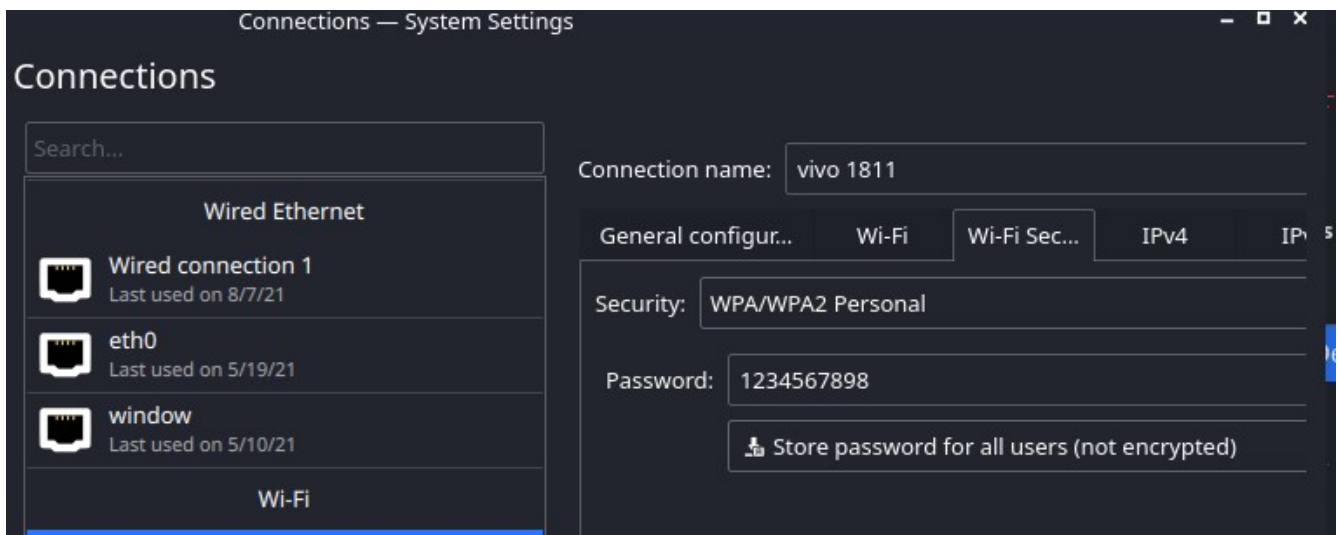 Connections — System Settings
Connections
Search...
Wired Ethernet
Wired connection 1
Last used on 8/7/21
eth0
Last used on 5/19/21
window
Last used on 5/10/21
Wi-Fi
Connection name: vivo 1811
General configur... Wi-Fi Wi-Fi Sec... IPv4
Security: WPA/WPA2 Personal
Password: 1234567898
Store password for all users (not encrypted)